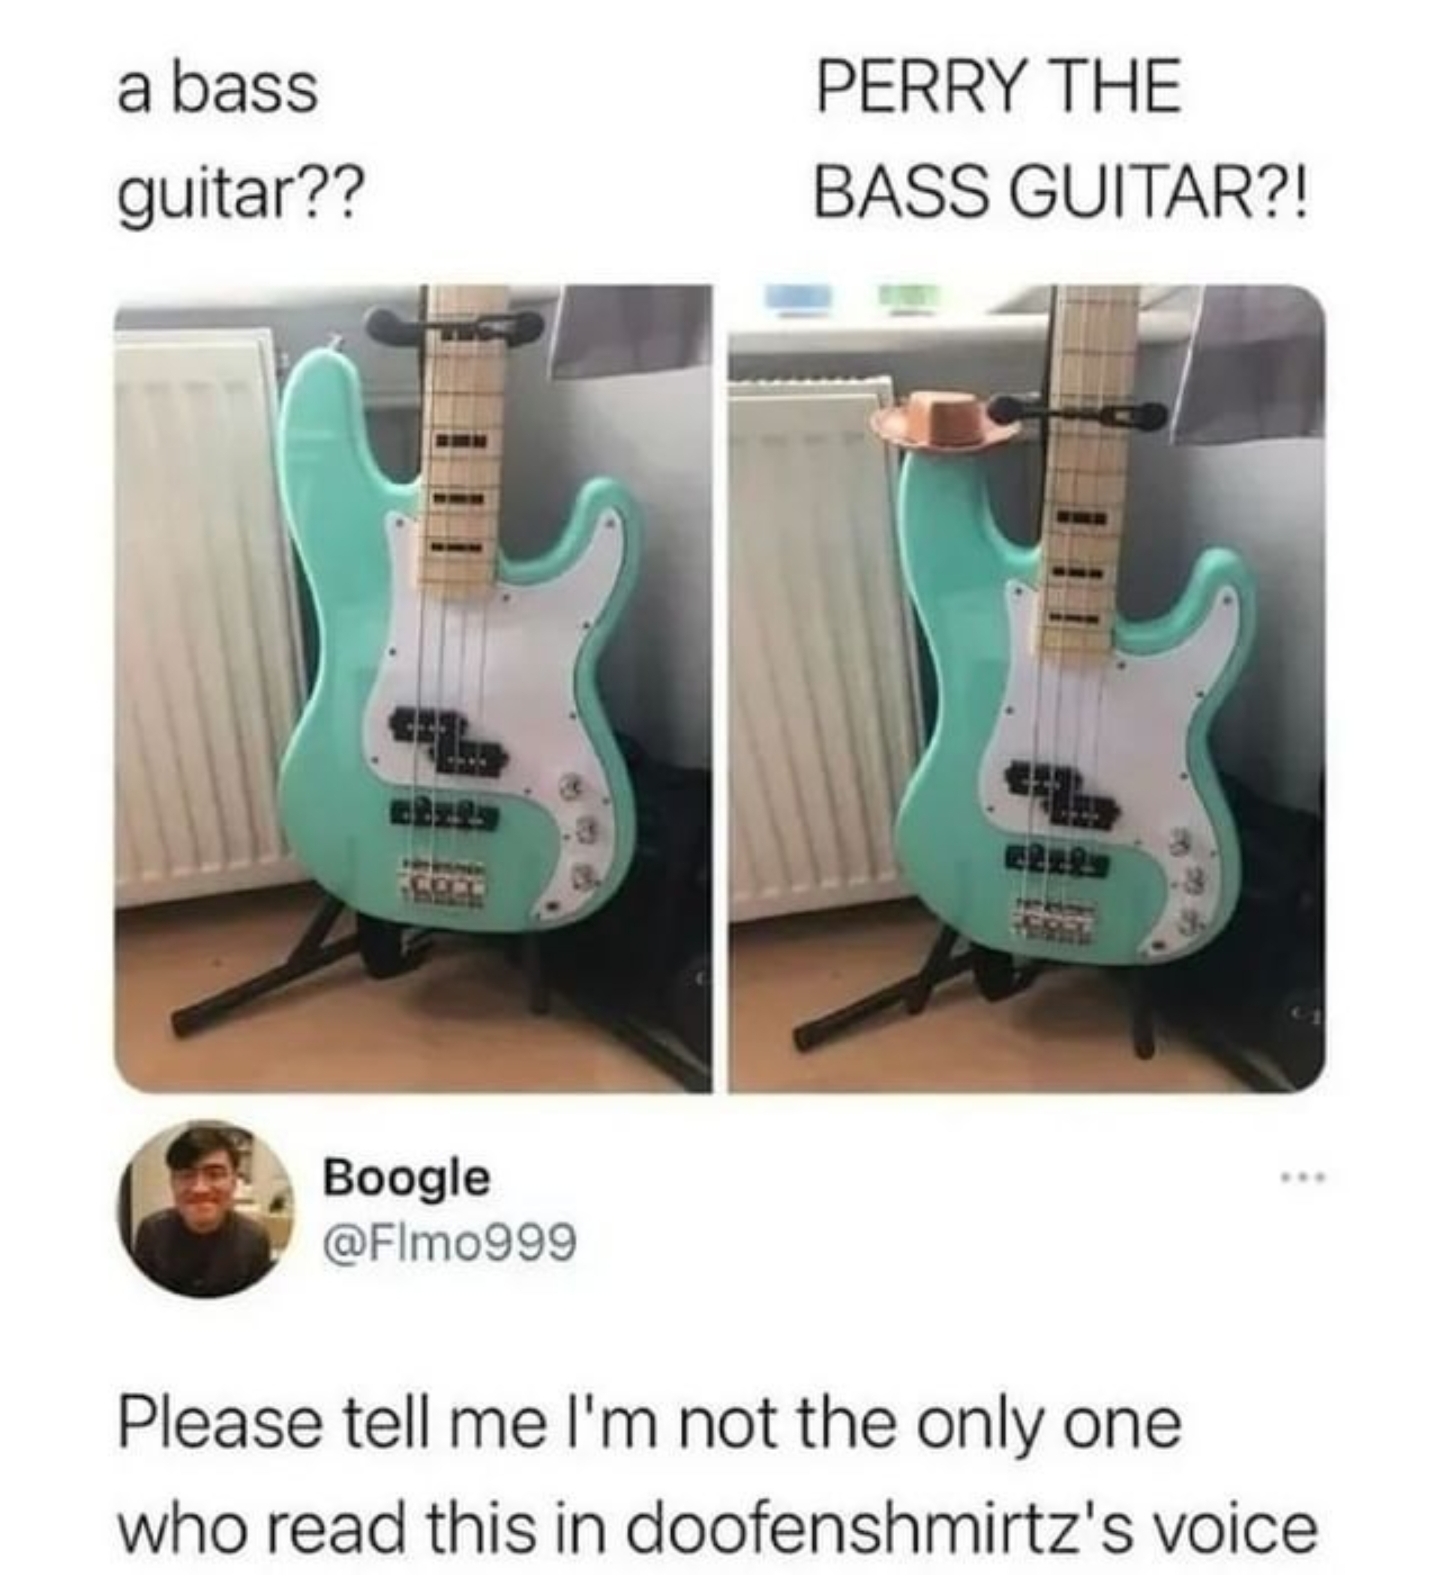 a bass
guitar??
PERRY THE
BASS GUITAR?!
Boogle
@Flmo999
Please tell me I'm not the only one
who read this in doofenshmirtz's voice